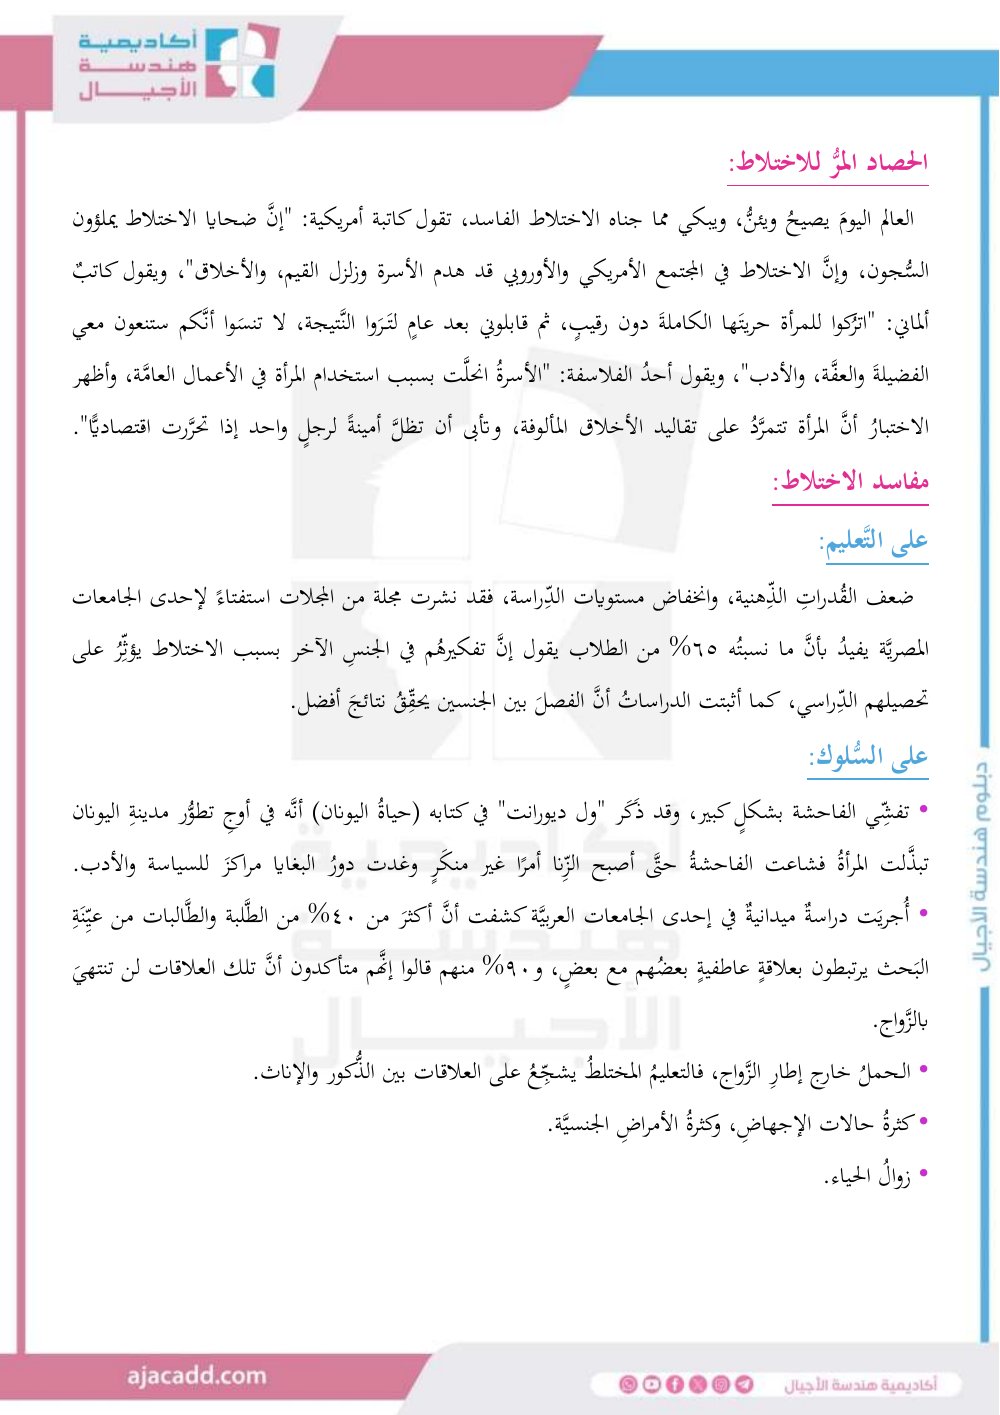 أكاديمية
هندسة
الأجيال
الحصاد المرُّ للاختلاط:
العالم اليومَ يصيحُ ويئنُّ، ويبكي مما جناه الاختلاط الفاسد، تقول كاتبة أمريكية: "إنَّ ضحايا الاختلاط يملؤون
السُّجون، وإنَّ الاختلاط في المجتمع الأمريكي والأوروبي قد هدم الأسرة وزلزل القيم، والأخلاق"، ويقول كاتبٌ
ألماني: "اترُكوا للمرأة حريتَها الكاملةَ دون رقيبٍ، ثم قابلوني بعد عامٍ لتَروا النَّتيجة، لا تنسَوا أنَّكم ستنعون معي
الفضيلةَ والعفَّة، والأدب"، ويقول أحدُ الفلاسفة: "الأسرةُ انحلَّت بسبب استخدام المرأة في الأعمال العامَّة، وأظهر
الاختبارُ أنَّ المرأة تتمرَّدُ على تقاليد الأخلاق المألوفة، وتأبى أن تظلَّ أمينةً لرجلٍ واحد إذا تحرَّرت اقتصاديًّا".
مفاسد الاختلاط:
على التَّعليم:
ضعف القُدراتِ الذِّهنية، وانخفاض مستويات الدِّراسة، فقد نشرت مجلة من المجلات استفتاءً لإحدى الجامعات
المصريَّة يفيدُ بأنَّ ما نسبتُه ٦٥% من الطلاب يقول إنَّ تفكيرهُم في الجنسِ الآخر بسبب الاختلاط يؤثِّرُ على
تحصيلهم الدِّراسي، كما أثبتت الدراساتُ أنَّ الفصلَ بين الجنسين يحقِّقُ نتائجَ أفضل.
على السُّلوك:
• تفشِّي الفاحشة بشكلٍ كبير، وقد ذَكَر "ول ديورانت" في كتابه (حياةُ اليونان) أنَّه في أوجِ تطوُّر مدينةِ اليونان
تبذَّلت المرأةُ فشاعت الفاحشةُ حتَّى أصبح الزِّنا أمرًا غير منكَرٍ وغدت دورُ البغايا مراكزَ للسياسة والأدب.
• أُجريَت دراسةٌ ميدانيةٌ في إحدى الجامعات العربيَّة كشفت أنَّ أكثرَ من ٤٠% من الطَّلبة والطَّالبات من عيِّنَةِ
البَحث يرتبطون بعلاقةٍ عاطفيةٍ بعضُهم مع بعضٍ، و٩٠% منهم قالوا إنَّهم متأكدون أنَّ تلك العلاقات لن تنتهيَ
بالزَّواج.
• الحملُ خارج إطارِ الزَّواج، فالتعليمُ المختلطُ يشجِّعُ على العلاقات بين الذُّكور والإناث.
• كثرةُ حالات الإجهاضِ، وكثرةُ الأمراضِ الجنسيَّة.
• زوالُ الحياء.
دبلوم هندسة الأجيال
أكاديمية
هندسة
الأجيال
أكاديمية هندسة الأجيال
ajacadd.com